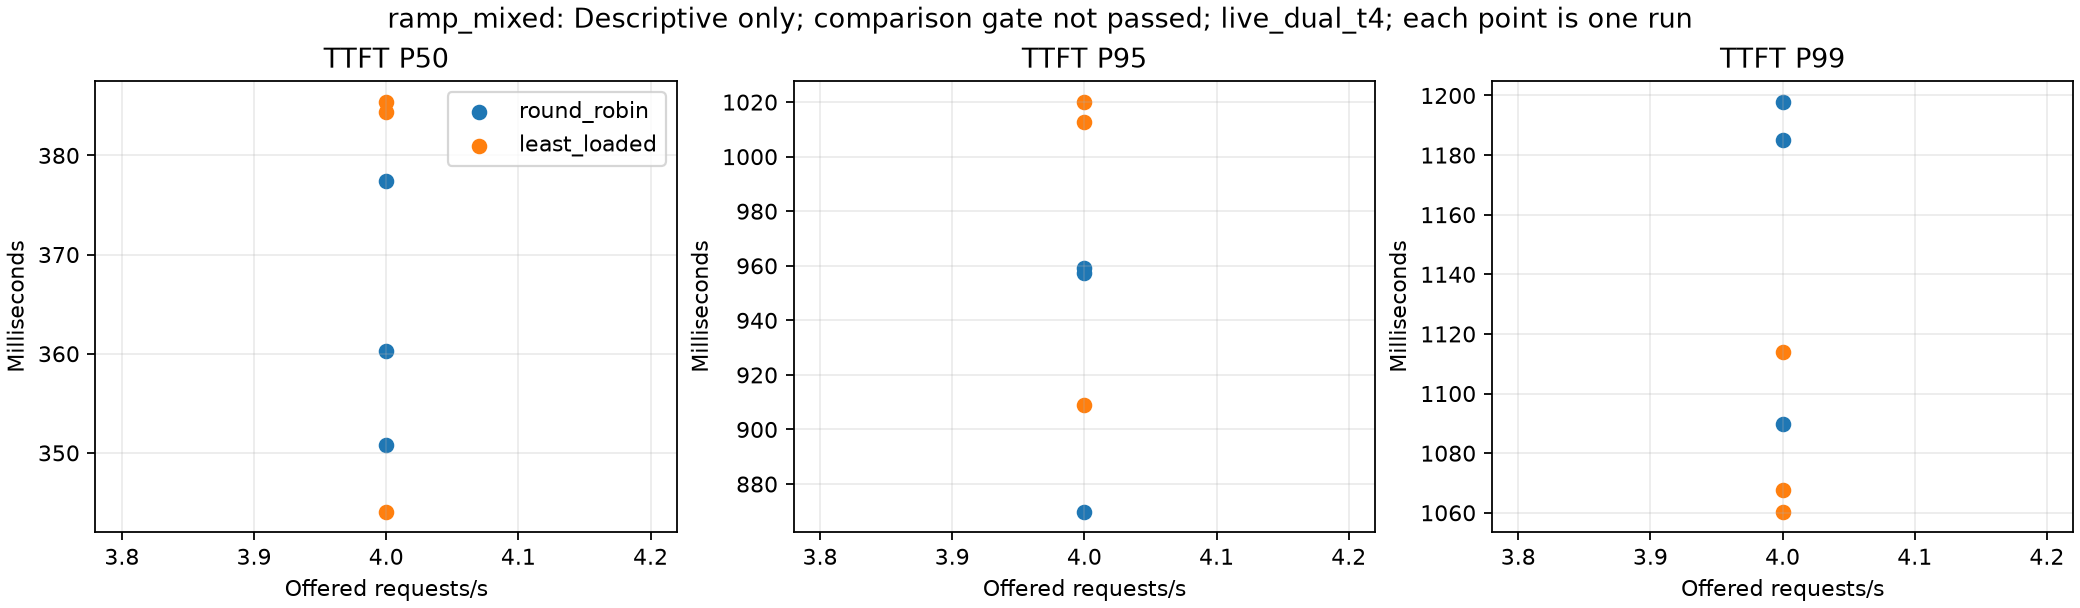 ramp_mixed: Descriptive only; comparison gate not passed; live_dual_t4; each point is one run
TTFT P50
round_robin
least_loaded
380
370
360
350
Milliseconds
3.8
3.9
4.0
4.1
4.2
Offered requests/s
TTFT P95
1020
1000
980
960
940
920
900
880
Milliseconds
3.8
3.9
4.0
4.1
4.2
Offered requests/s
TTFT P99
1200
1180
1160
1140
1120
1100
1080
1060
Milliseconds
3.8
3.9
4.0
4.1
4.2
Offered requests/s